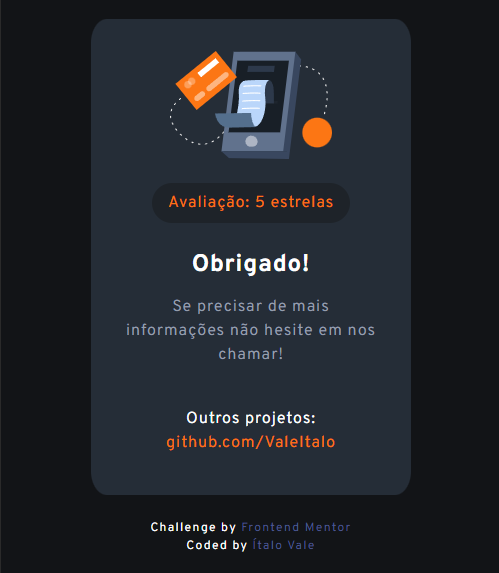 Avaliação: 5 estrelas
Obrigado!
Se precisar de mais
informações não hesite em nos
chamar!
Outros projetos:
github.com/ValeItalo
Challenge by Frontend Mentor
Coded by Ítalo Vale